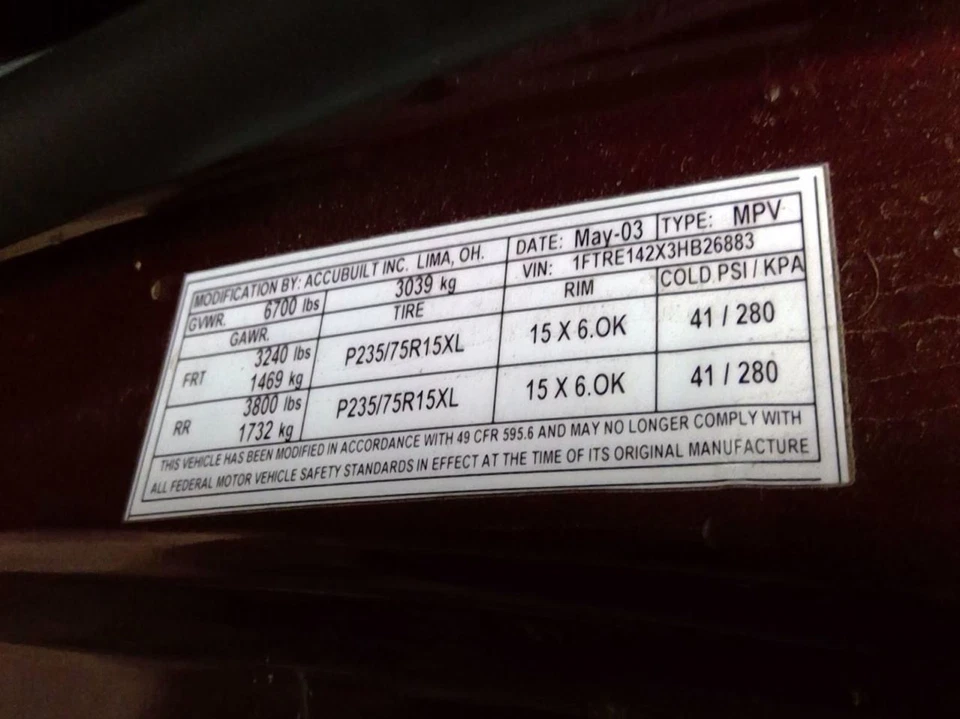 MODIFICATION BY: ACCUBUILT INC. LIMA, OH. DATE: May-03 TYPE: MPV
GVWR. 6700 lbs 3039 kg VIN: 1FTRE142X3HB26883
GAWR. TIRE RIM COLD PSI / KPA
FRT 3240 lbs 1469 kg P235/75R15XL 15 X 6.OK 41 / 280
RR 3800 lbs 1732 kg P235/75R15XL 15 X 6.OK 41 / 280
THIS VEHICLE HAS BEEN MODIFIED IN ACCORDANCE WITH 49 CFR 595.6 AND MAY NO LONGER COMPLY WITH
ALL FEDERAL MOTOR VEHICLE SAFETY STANDARDS IN EFFECT AT THE TIME OF ITS ORIGINAL MANUFACTURE